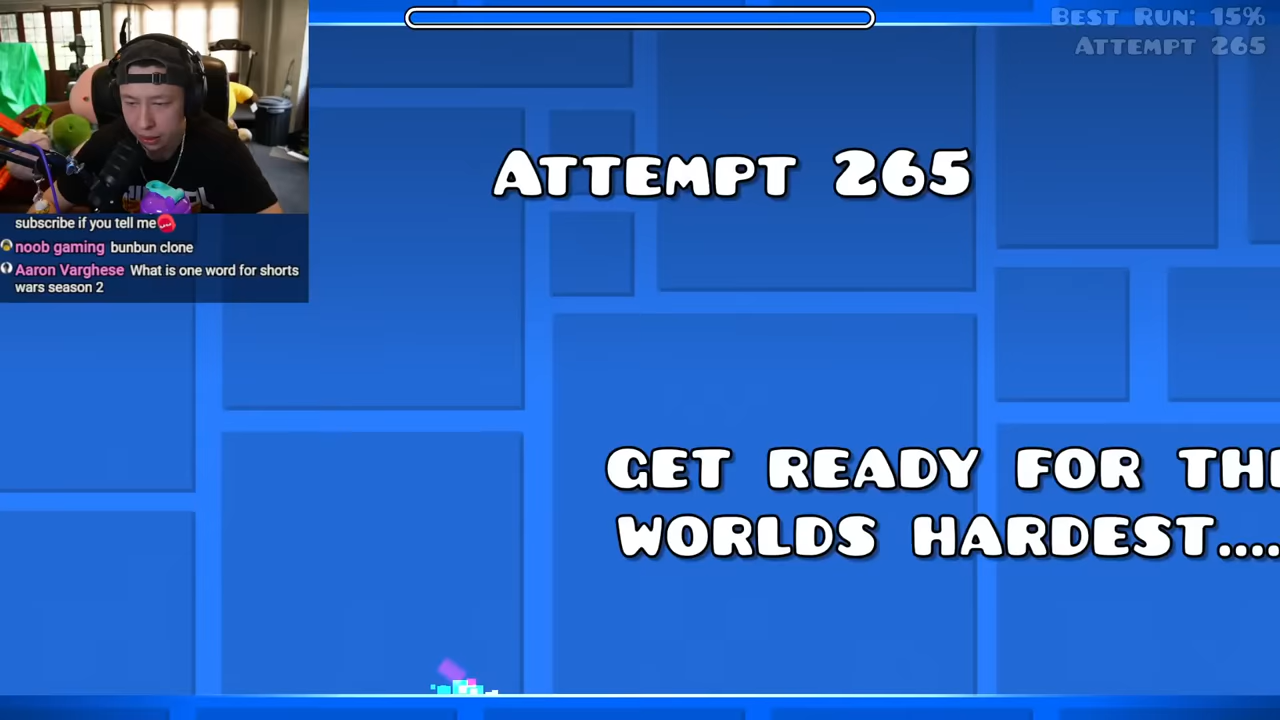 Best Run: 15%
Attempt 265
Attempt 265
subscribe if you tell me
noob gaming bunbun clone
Aaron Varghese What is one word for shorts
wars season 2
GET READY FOR TH
WORLDS HARDEST....